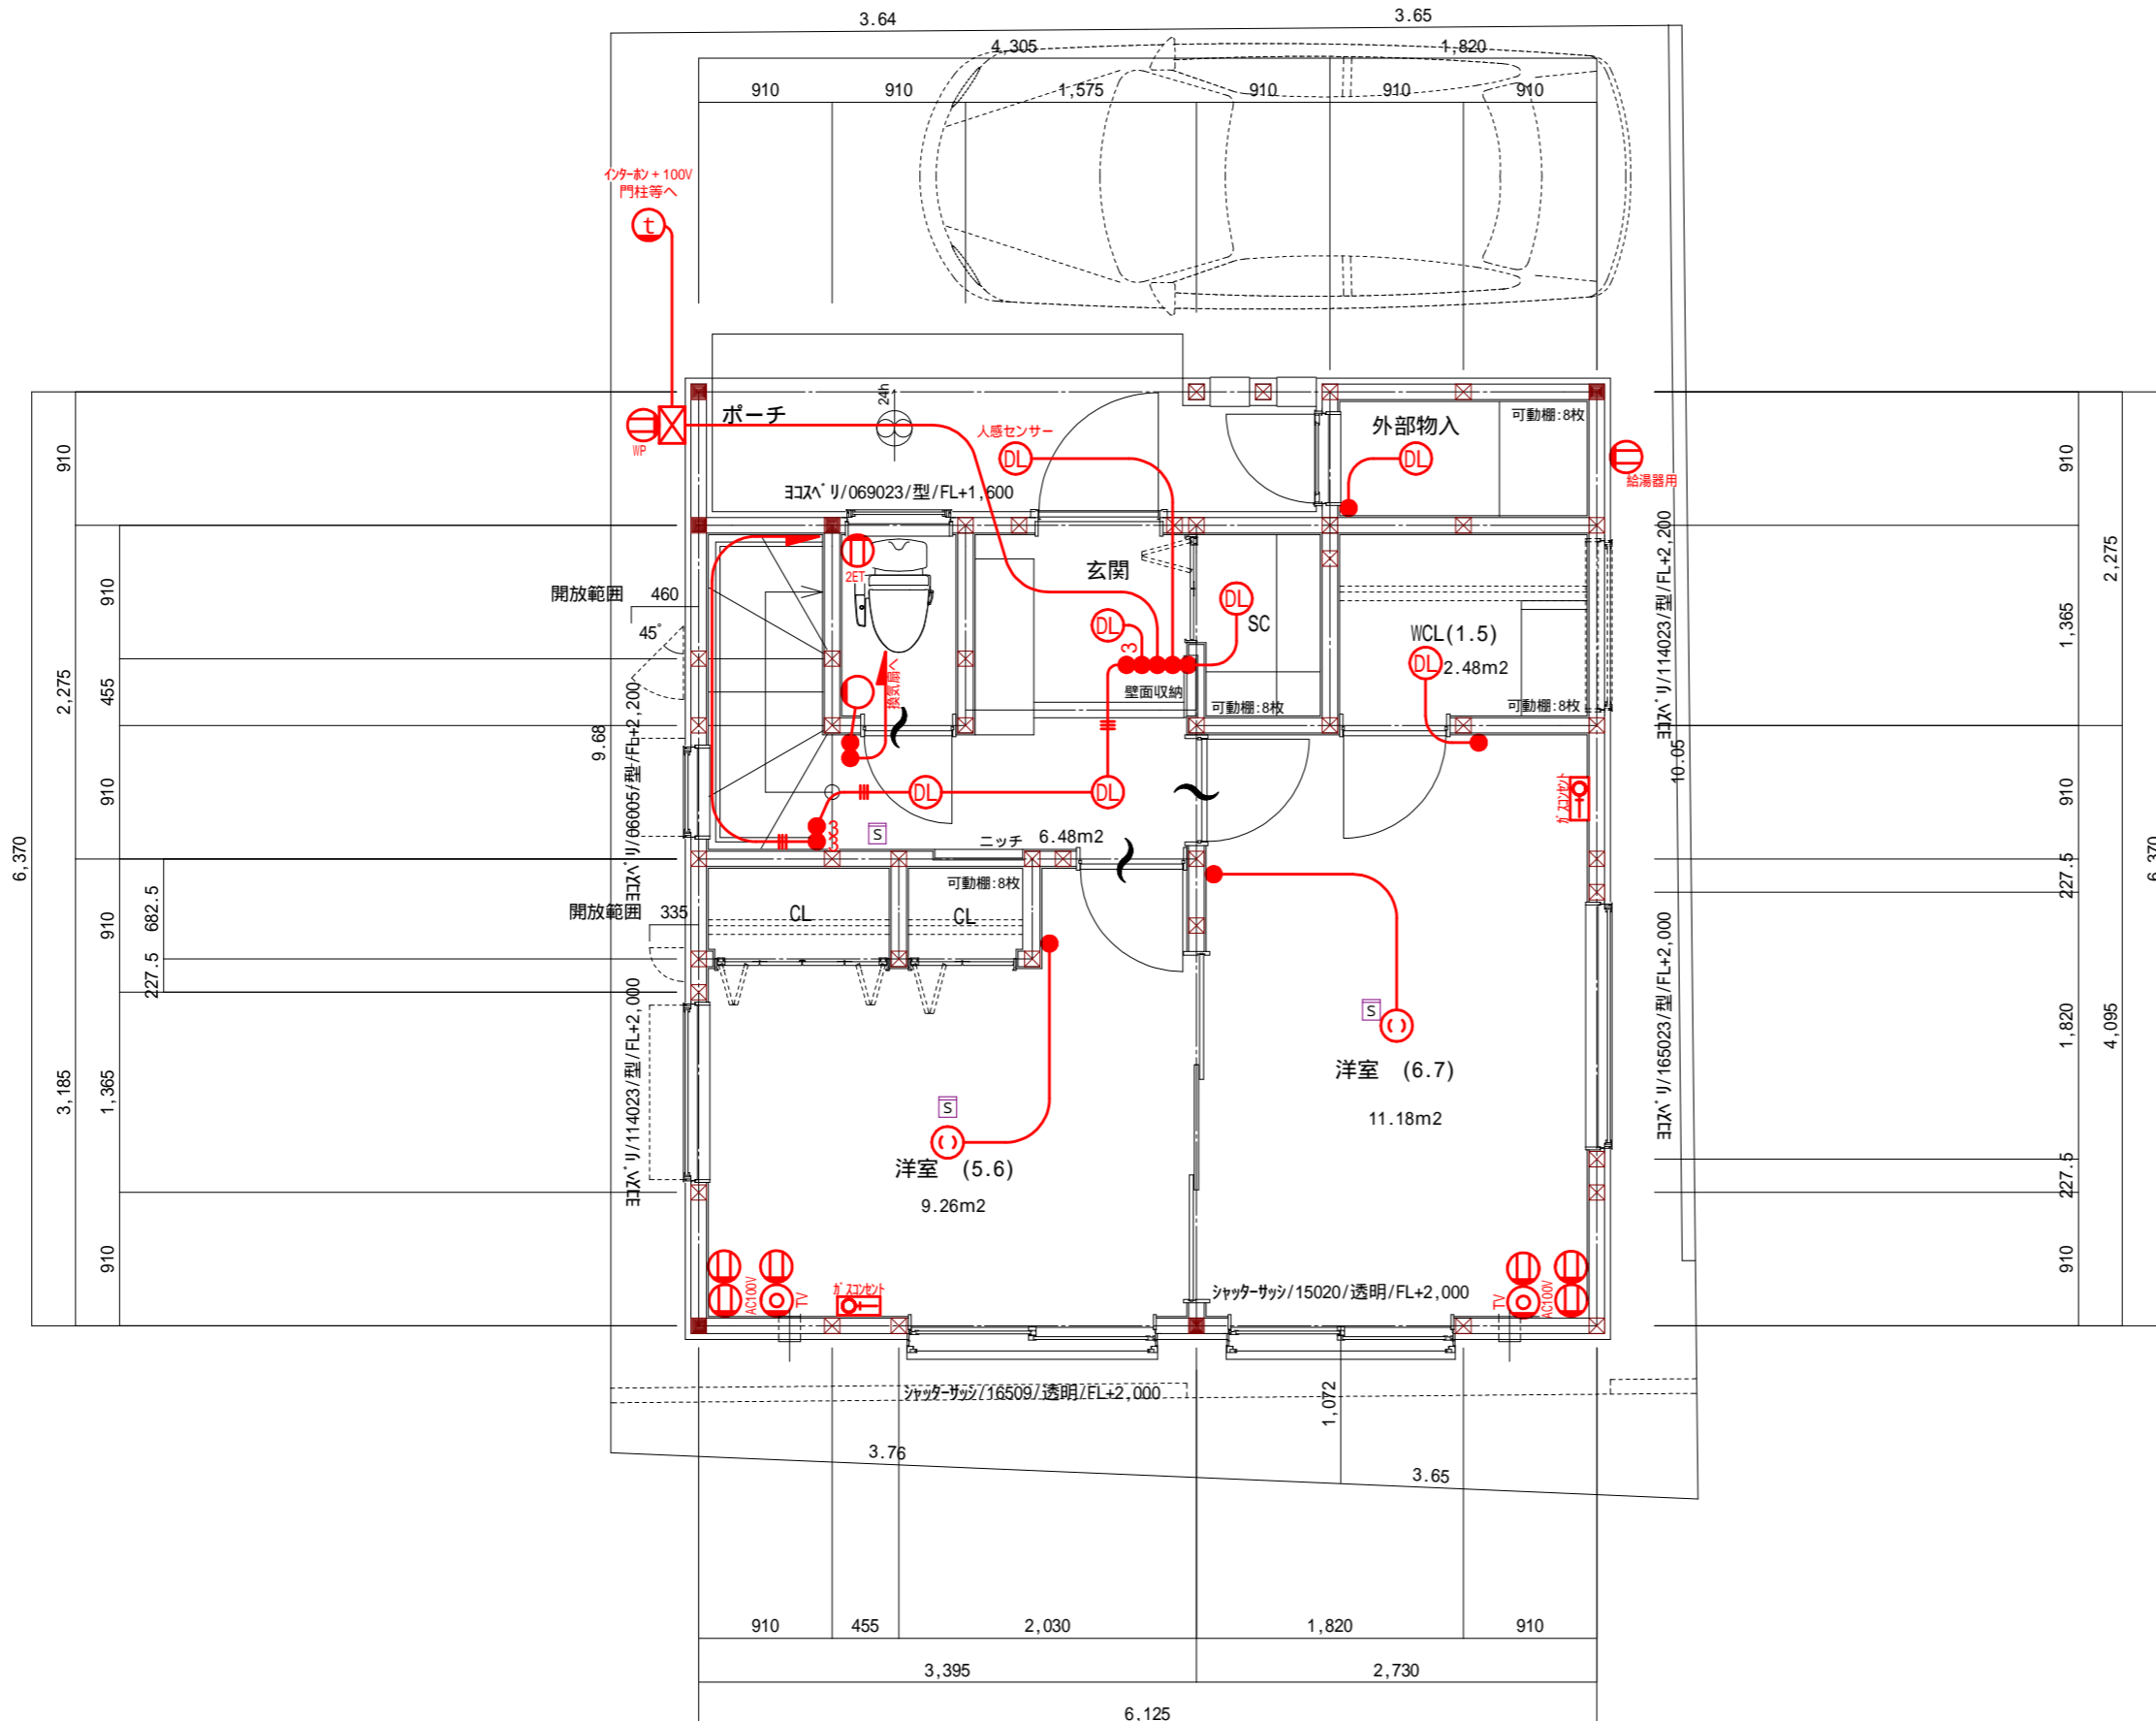 3.64
3.65
4,305
1,820
910
910
1,575
910
910
910
インターホン+100V
門柱等へ
t
WP
ポーチ
24h
人感センサー
DL
外部物入
可動棚:8枚
DL
給湯器用
ヨコスベリ/069023/型/FL+1,600
2ET
玄関
DL
3
DL
SC
WCL(1.5)
DL
2.48m2
換気扇へ
壁面収納
可動棚:8枚
可動棚:8枚
開放範囲
460
45°
9.68
ヨコスベリ/06005/型/FL+2,200
ヨコスベリ/114023/型/FL+2,200
10.05
DL
DL
3
3
S
ニッチ
6.48m2
ガスコンセント
可動棚:8枚
CL
CL
開放範囲
335
ヨコスベリ/114023/型/FL+2,000
ヨコスベリ/165023/型/FL+2,000
S
洋室 (6.7)
11.18m2
S
洋室 (5.6)
9.26m2
AC100V
TV
ガスコンセント
シャッターサッシ/15020/透明/FL+2,000
TV
AC100V
シャッターサッシ/16509/透明/FL+2,000
1,072
3.76
3.65
6,370
910
2,275
3,185
910
455
910
910
1,365
910
682.5
227.5
910
1,365
910
227.5
1,820
227.5
910
2,275
4,095
6,370
910
455
2,030
1,820
910
3,395
2,730
6,125